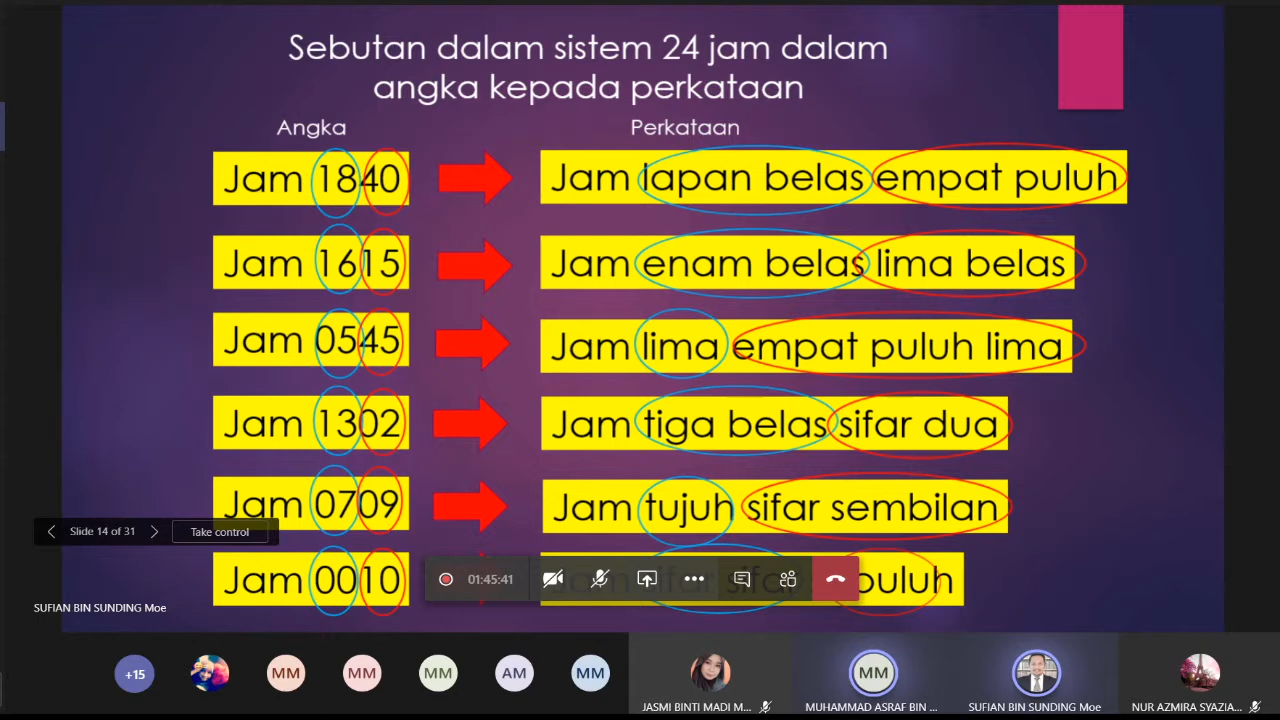 Sebutan dalam sistem 24 jam dalam
angka kepada perkataan
Angka
Perkataan
Jam 1840
Jam lapan belas empat puluh
Jam 1615
Jam enam belas lima belas
Jam 0545
Jam lima empat puluh lima
Jam 1302
Jam tiga belas sifar dua
Jam 0709
Jam tujuh sifar sembilan
Slide 14 of 31
Take control
Jam 0010
Jam sifar sifar puluh
01:45:41
SUFIAN BIN SUNDING Moe
+15
MM
MM
MM
AM
MM
MM
JASMI BINTI MADI M...
MUHAMMAD ASRAF BIN ...
SUFIAN BIN SUNDING Moe
NUR AZMIRA SYAZIA...